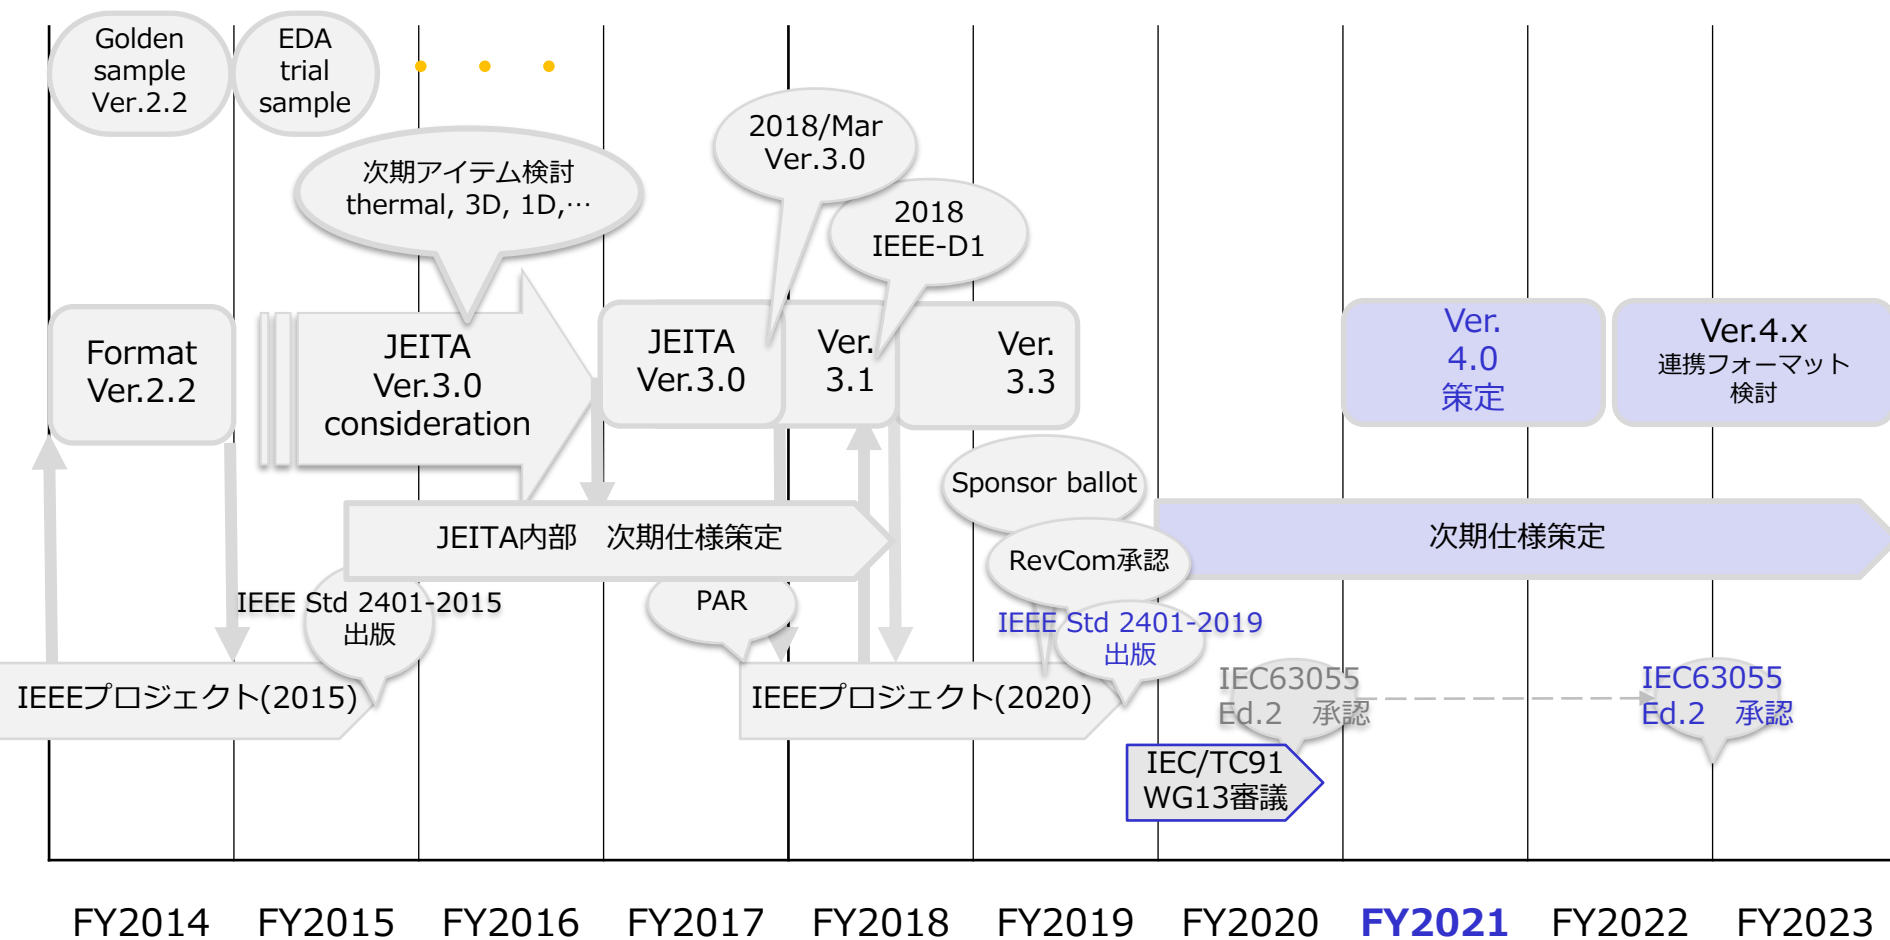 Golden
sample
Ver.2.2
EDA
trial
sample
次期アイテム検討
thermal, 3D, 1D,…
2018/Mar
Ver.3.0
2018
IEEE-D1
Format
Ver.2.2
JEITA
Ver.3.0
consideration
JEITA
Ver.3.0
Ver.
3.1
Ver.
3.3
Ver.
4.0
策定
Ver.4.x
連携フォーマット
検討
Sponsor ballot
JEITA内部　次期仕様策定
次期仕様策定
RevCom承認
IEEE Std 2401-2015
出版
PAR
IEEE Std 2401-2019
出版
IEEEプロジェクト(2015)
IEEEプロジェクト(2020)
IEC63055
Ed.2　承認
IEC63055
Ed.2　承認
IEC/TC91
WG13審議
FY2014 FY2015 FY2016 FY2017 FY2018 FY2019 FY2020 FY2021 FY2022 FY2023